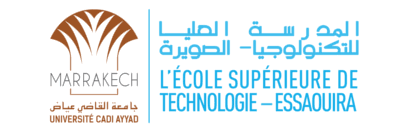 MARRAKECH
جامعة القاضي عياض
UNIVERSITÉ CADI AYYAD
المدرسة العليا
للتكنولوجيا – الصويرة
L'ÉCOLE SUPÉRIEURE DE
TECHNOLOGIE – ESSAOUIRA